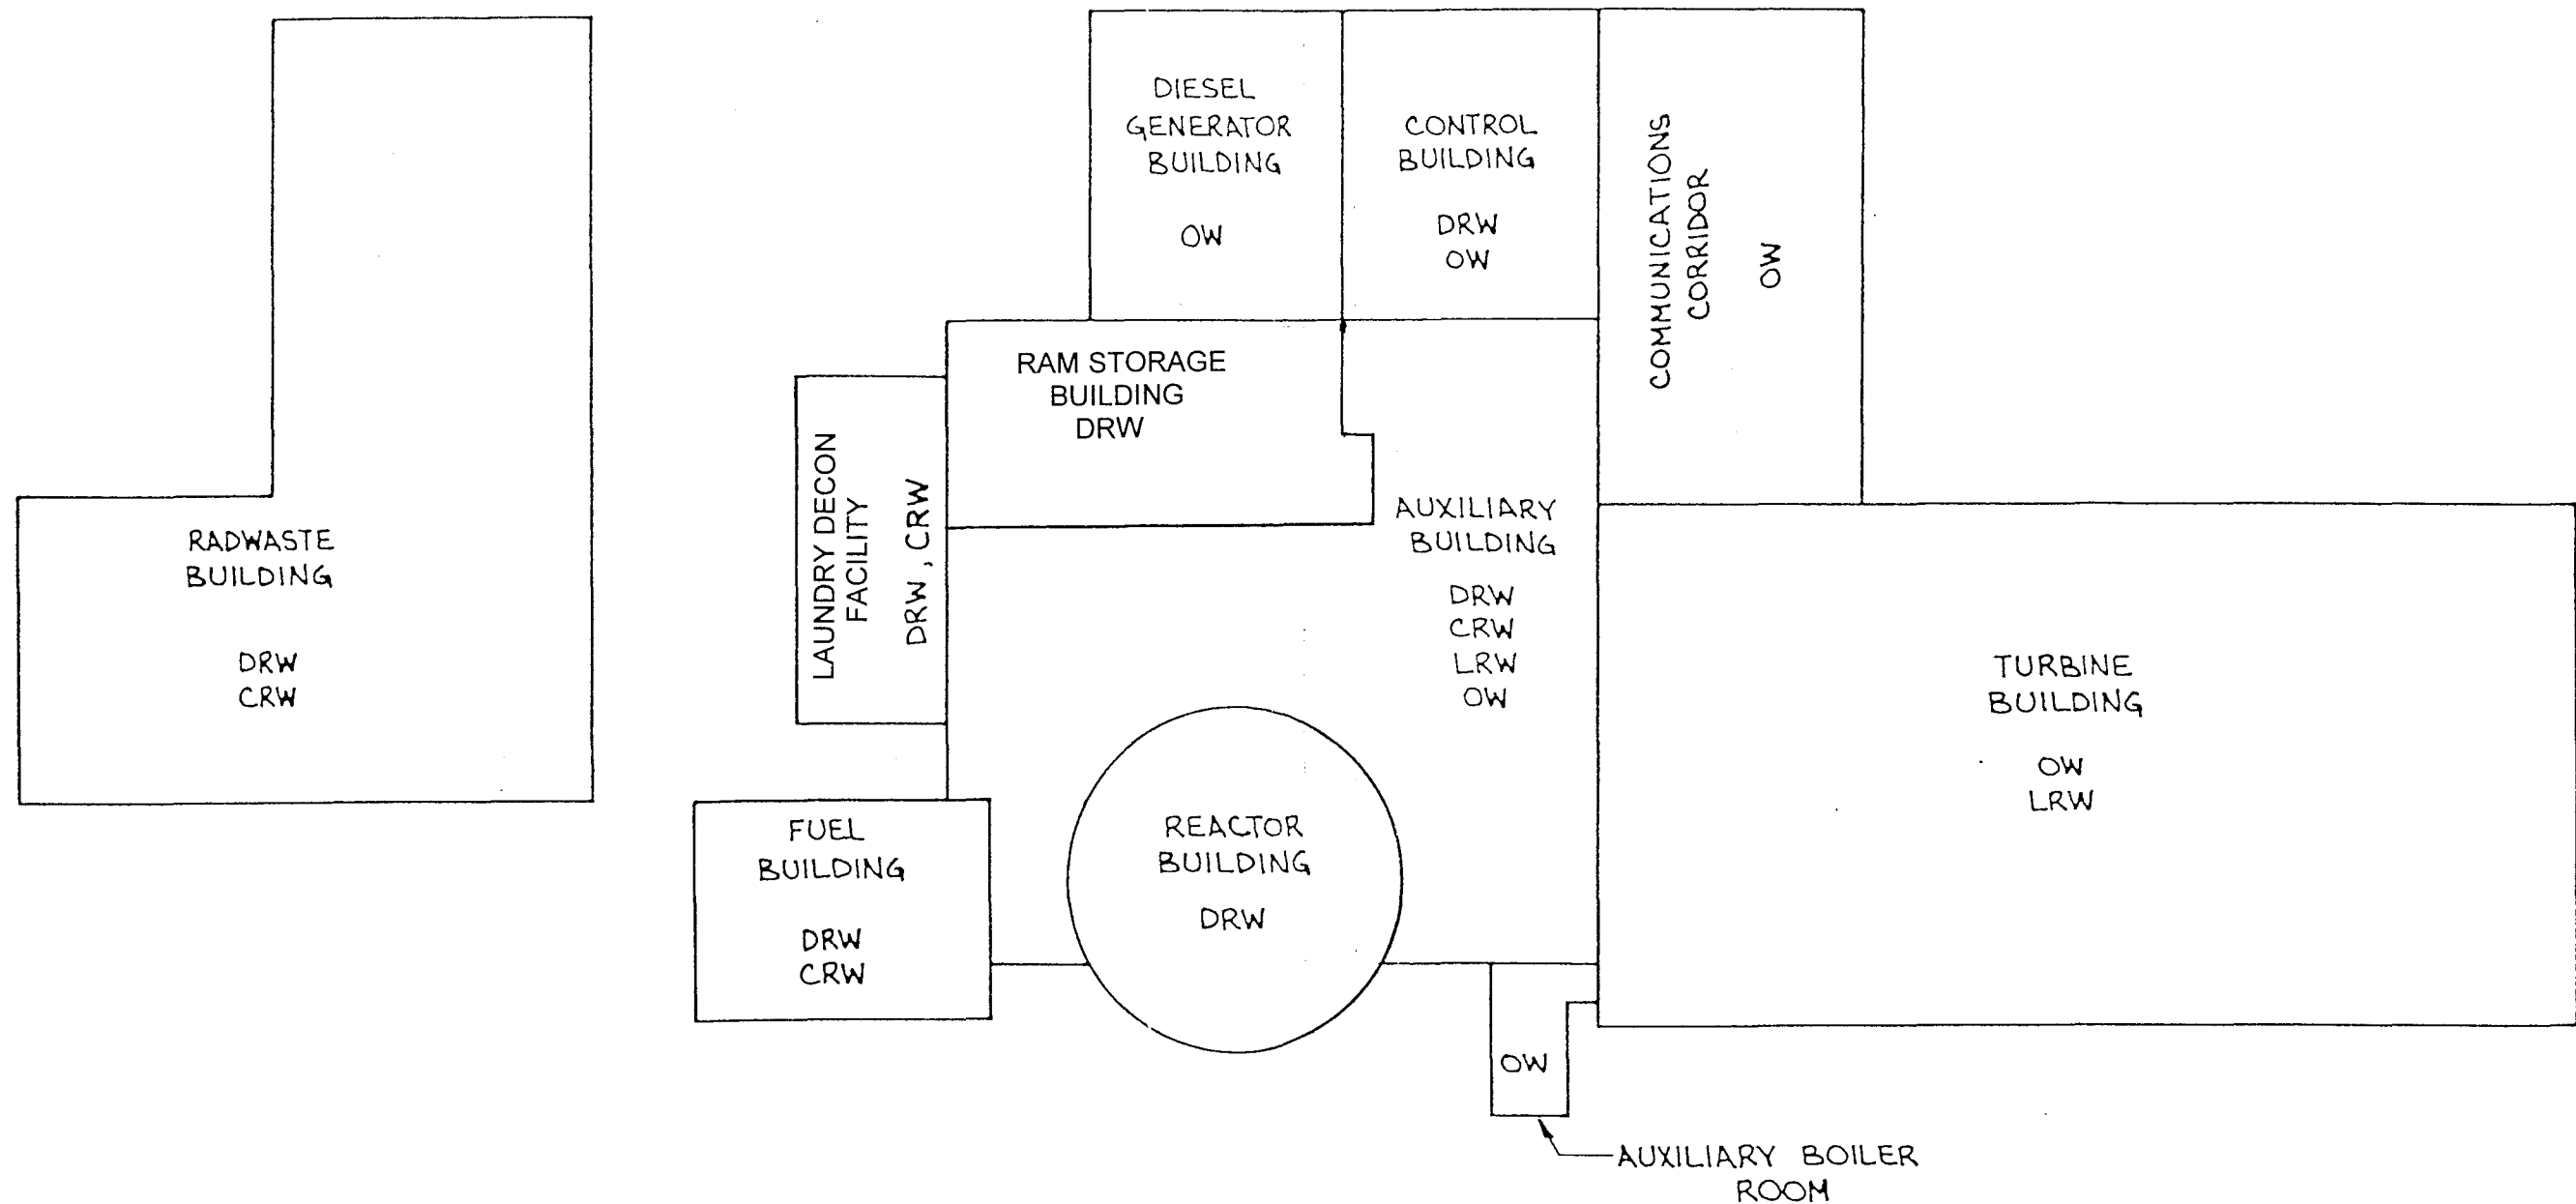 DIESEL
GENERATOR
BUILDING
OW
CONTROL
BUILDING
DRW
OW
COMMUNICATIONS
CORRIDOR
OW
RAM STORAGE
BUILDING
DRW
LAUNDRY DECON
FACILITY
DRW, CRW
RADWASTE
BUILDING
DRW
CRW
AUXILIARY
BUILDING
DRW
CRW
LRW
OW
TURBINE
BUILDING
OW
LRW
FUEL
BUILDING
DRW
CRW
REACTOR
BUILDING
DRW
OW
AUXILIARY BOILER
ROOM